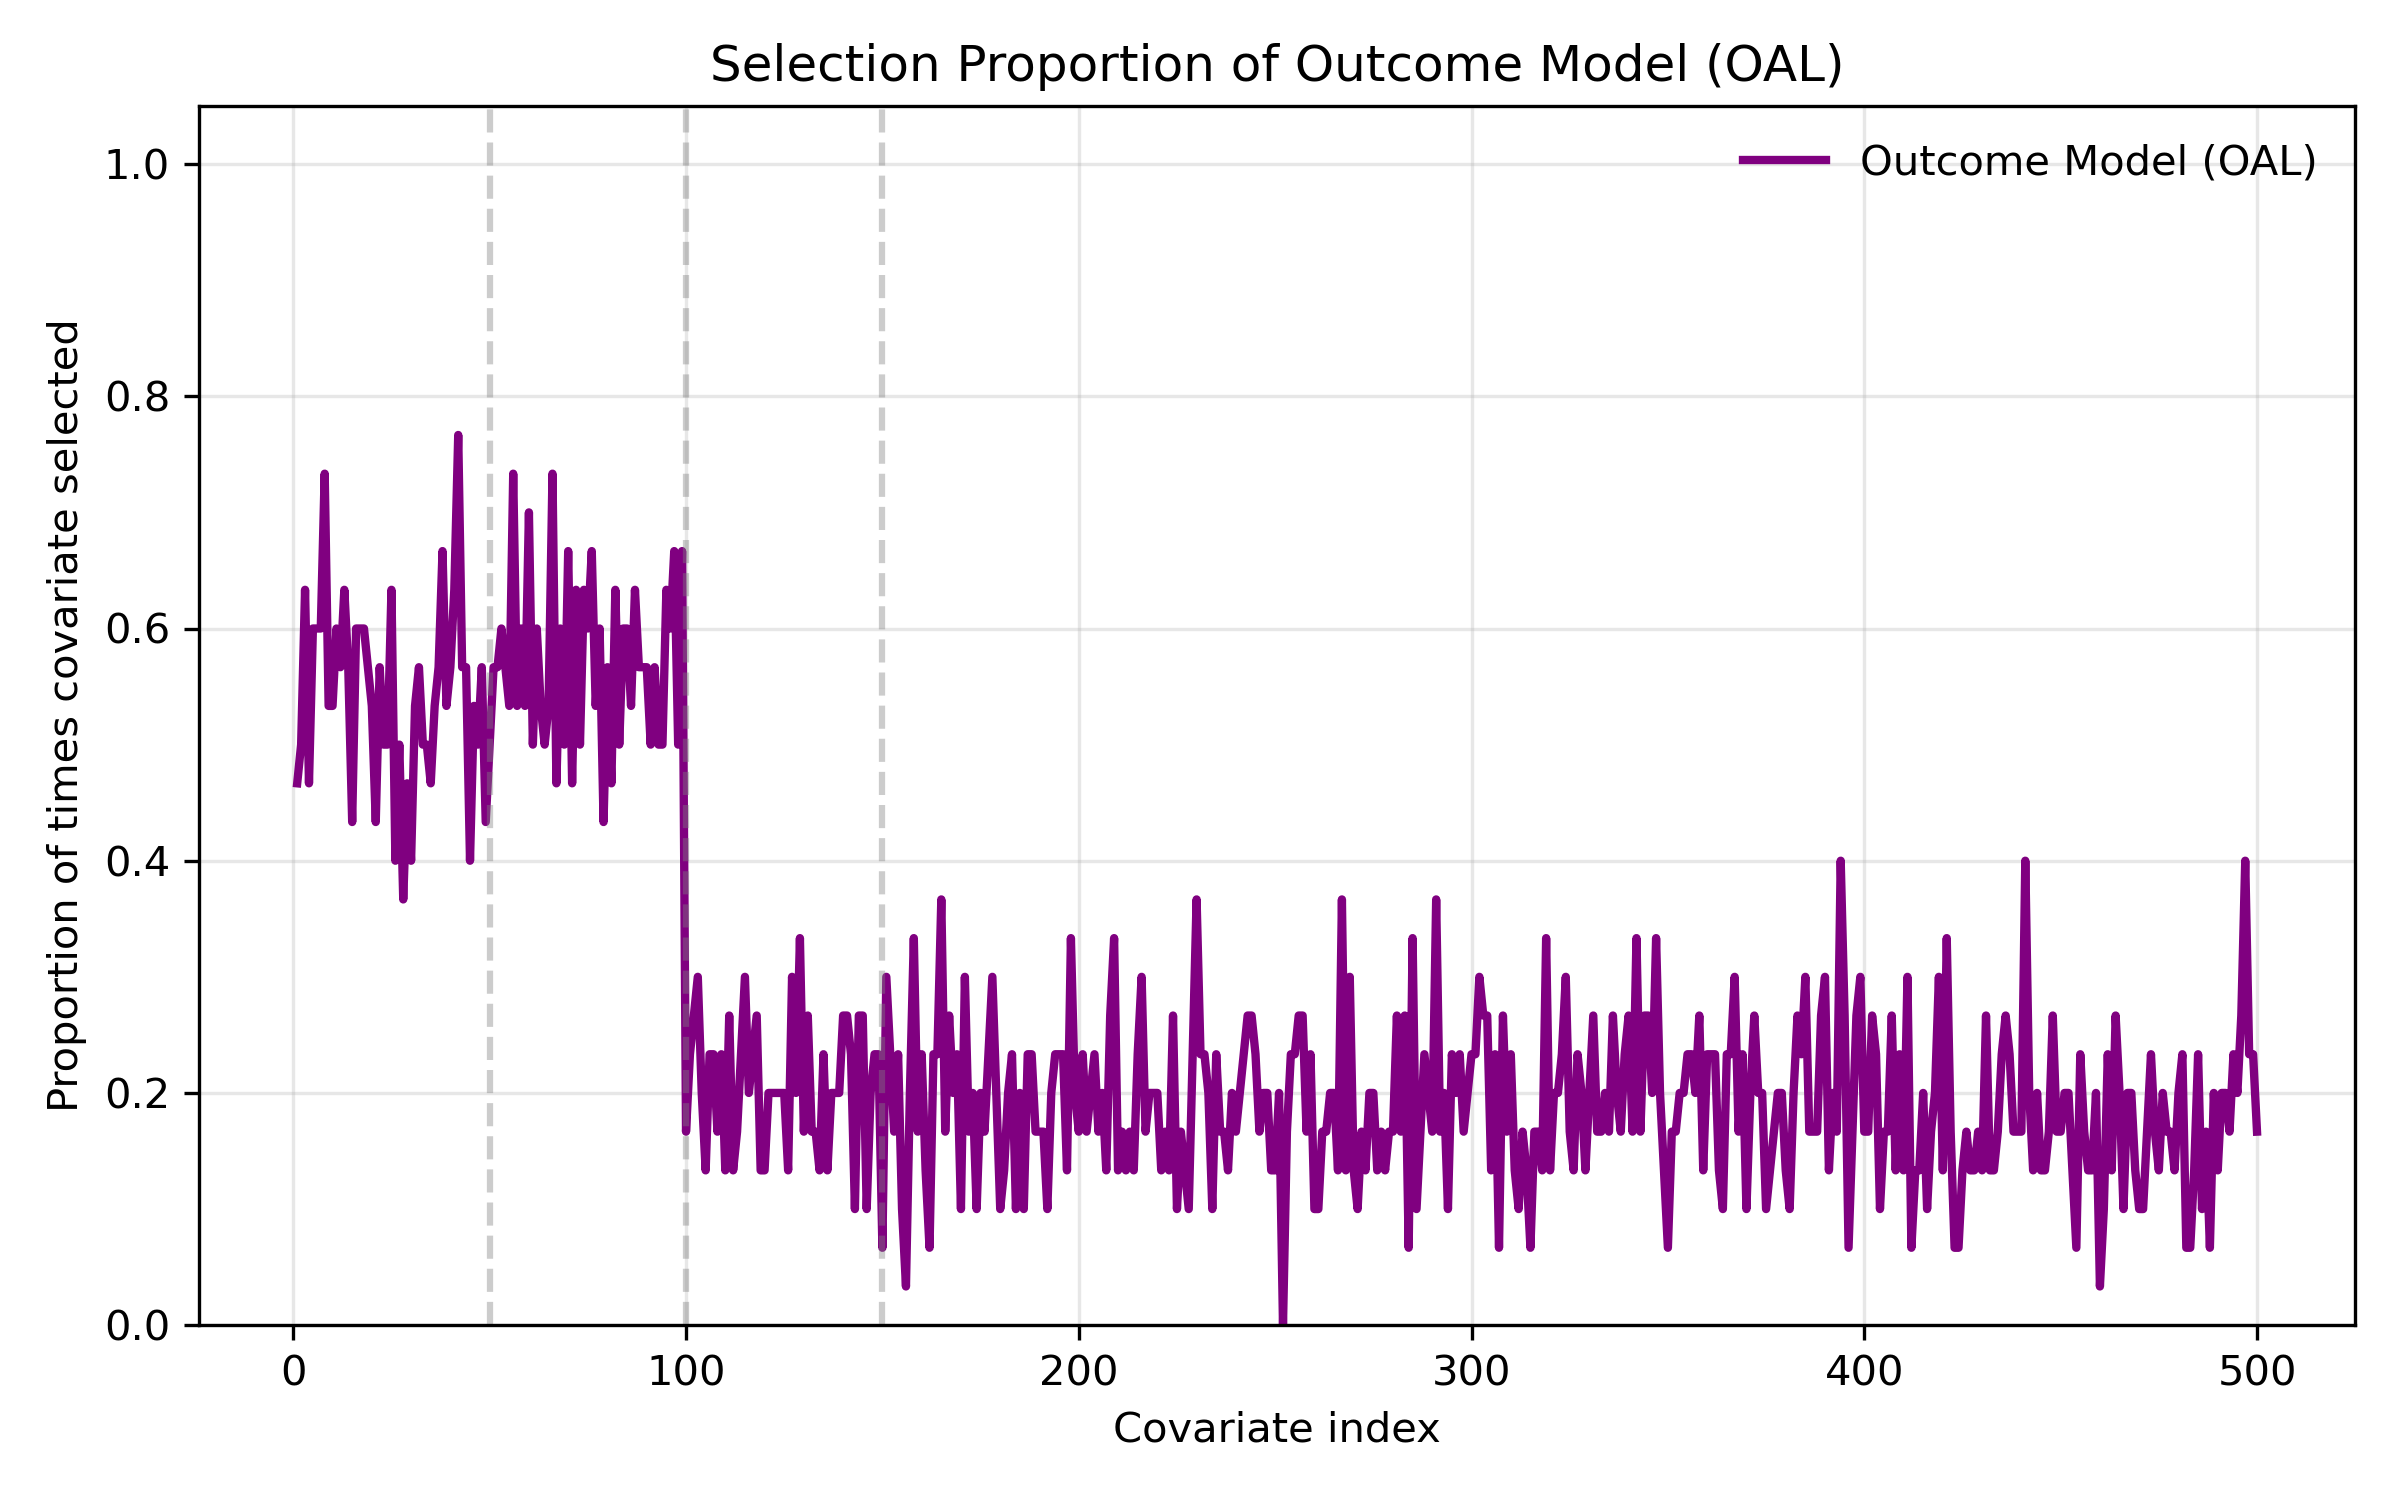 Selection Proportion of Outcome Model (OAL)
Outcome Model (OAL)
Proportion of times covariate selected
1.0
0.8
0.6
0.4
0.2
0.0
0 100 200 300 400 500
Covariate index